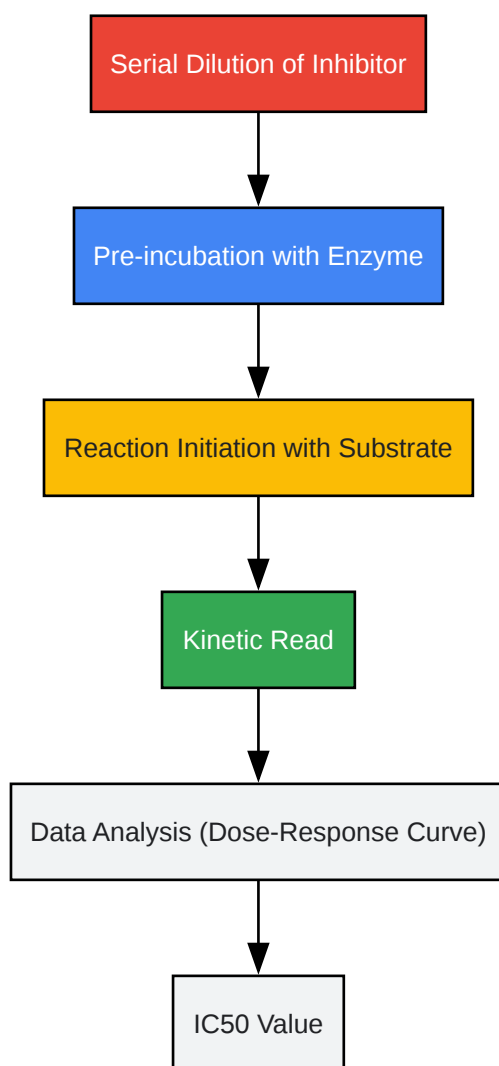 Serial Dilution of Inhibitor
Pre-incubation with Enzyme
Reaction Initiation with Substrate
Kinetic Read
Data Analysis (Dose-Response Curve)
IC50 Value